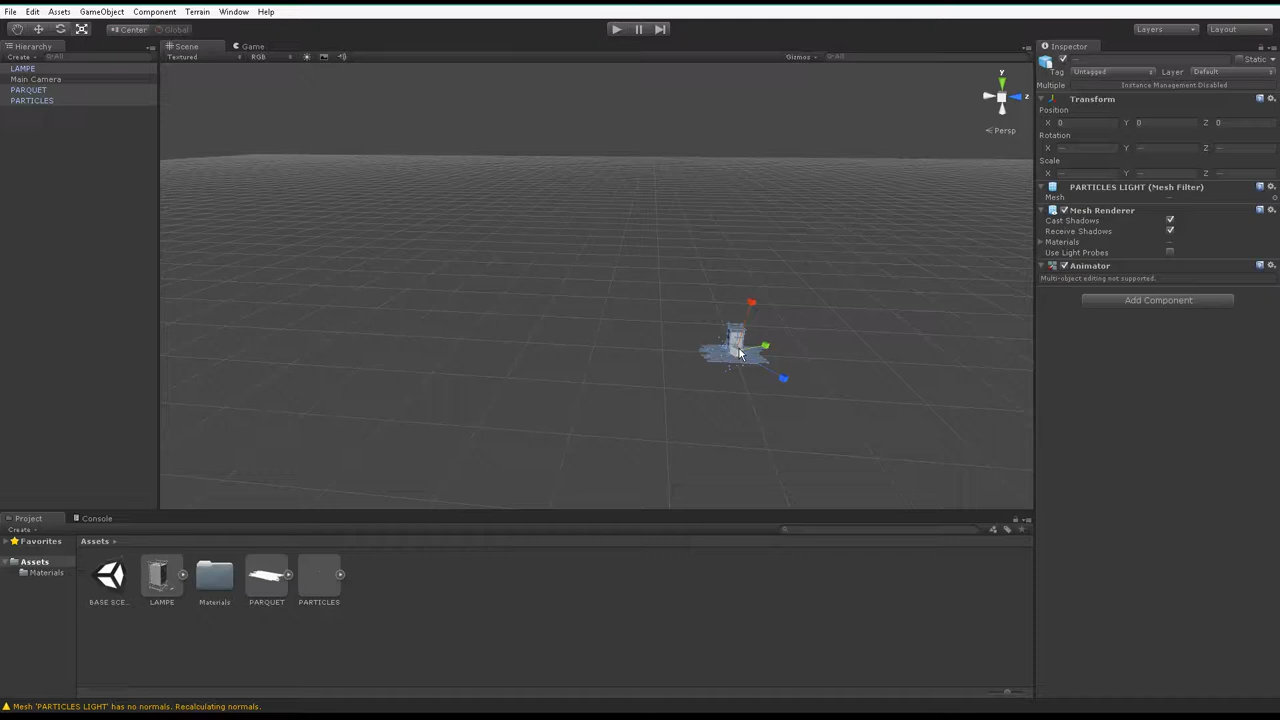 File Edit Assets GameObject Component Terrain Window Help
Center Global Layers Layout
Hierarchy Scene Game Inspector
Create All Textured RGB Gizmos All Static
LAMPE
Main Camera
PARQUET
PARTICLES
Tag Untagged Layer Default
Multiple Instance Management Disabled
Transform
Position
X 0 Y 0 Z 0
Rotation
X — Y — Z —
Scale
X — Y — Z —
PARTICLES LIGHT (Mesh Filter)
Mesh —
Mesh Renderer
Cast Shadows
Receive Shadows
Materials —
Use Light Probes
Animator
Multi-object editing not supported.
Add Component
y
z
Persp
Project Console
Create
Favorites
Assets
Materials
Assets
BASE SCE...
LAMPE
Materials
PARQUET
PARTICLES
Mesh 'PARTICLES LIGHT' has no normals. Recalculating normals.